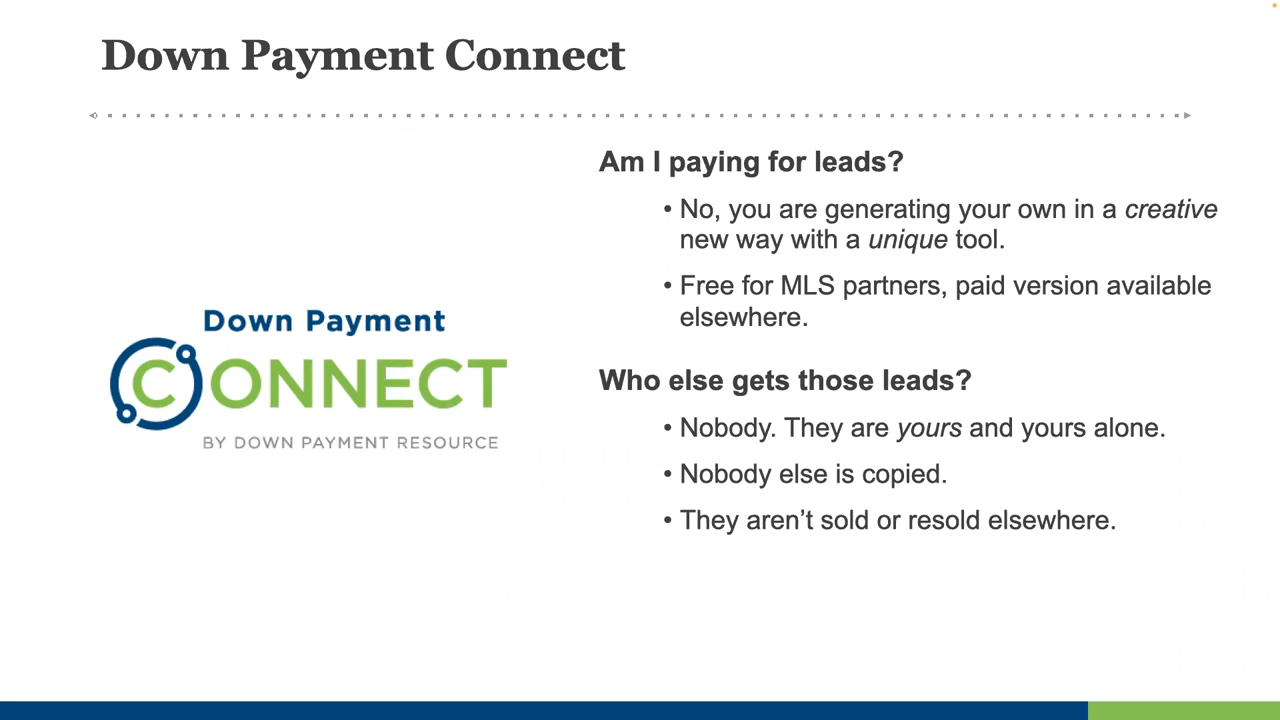 Down Payment Connect
Am I paying for leads?
• No, you are generating your own in a creative
new way with a unique tool.
• Free for MLS partners, paid version available
elsewhere.
Down Payment
CONNECT
BY DOWN PAYMENT RESOURCE
Who else gets those leads?
• Nobody. They are yours and yours alone.
• Nobody else is copied.
• They aren’t sold or resold elsewhere.